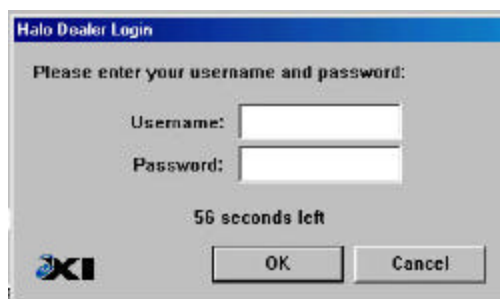 Halo Dealer Login
Please enter your username and password:
Username:
Password:
56 seconds left
XI
OK Cancel